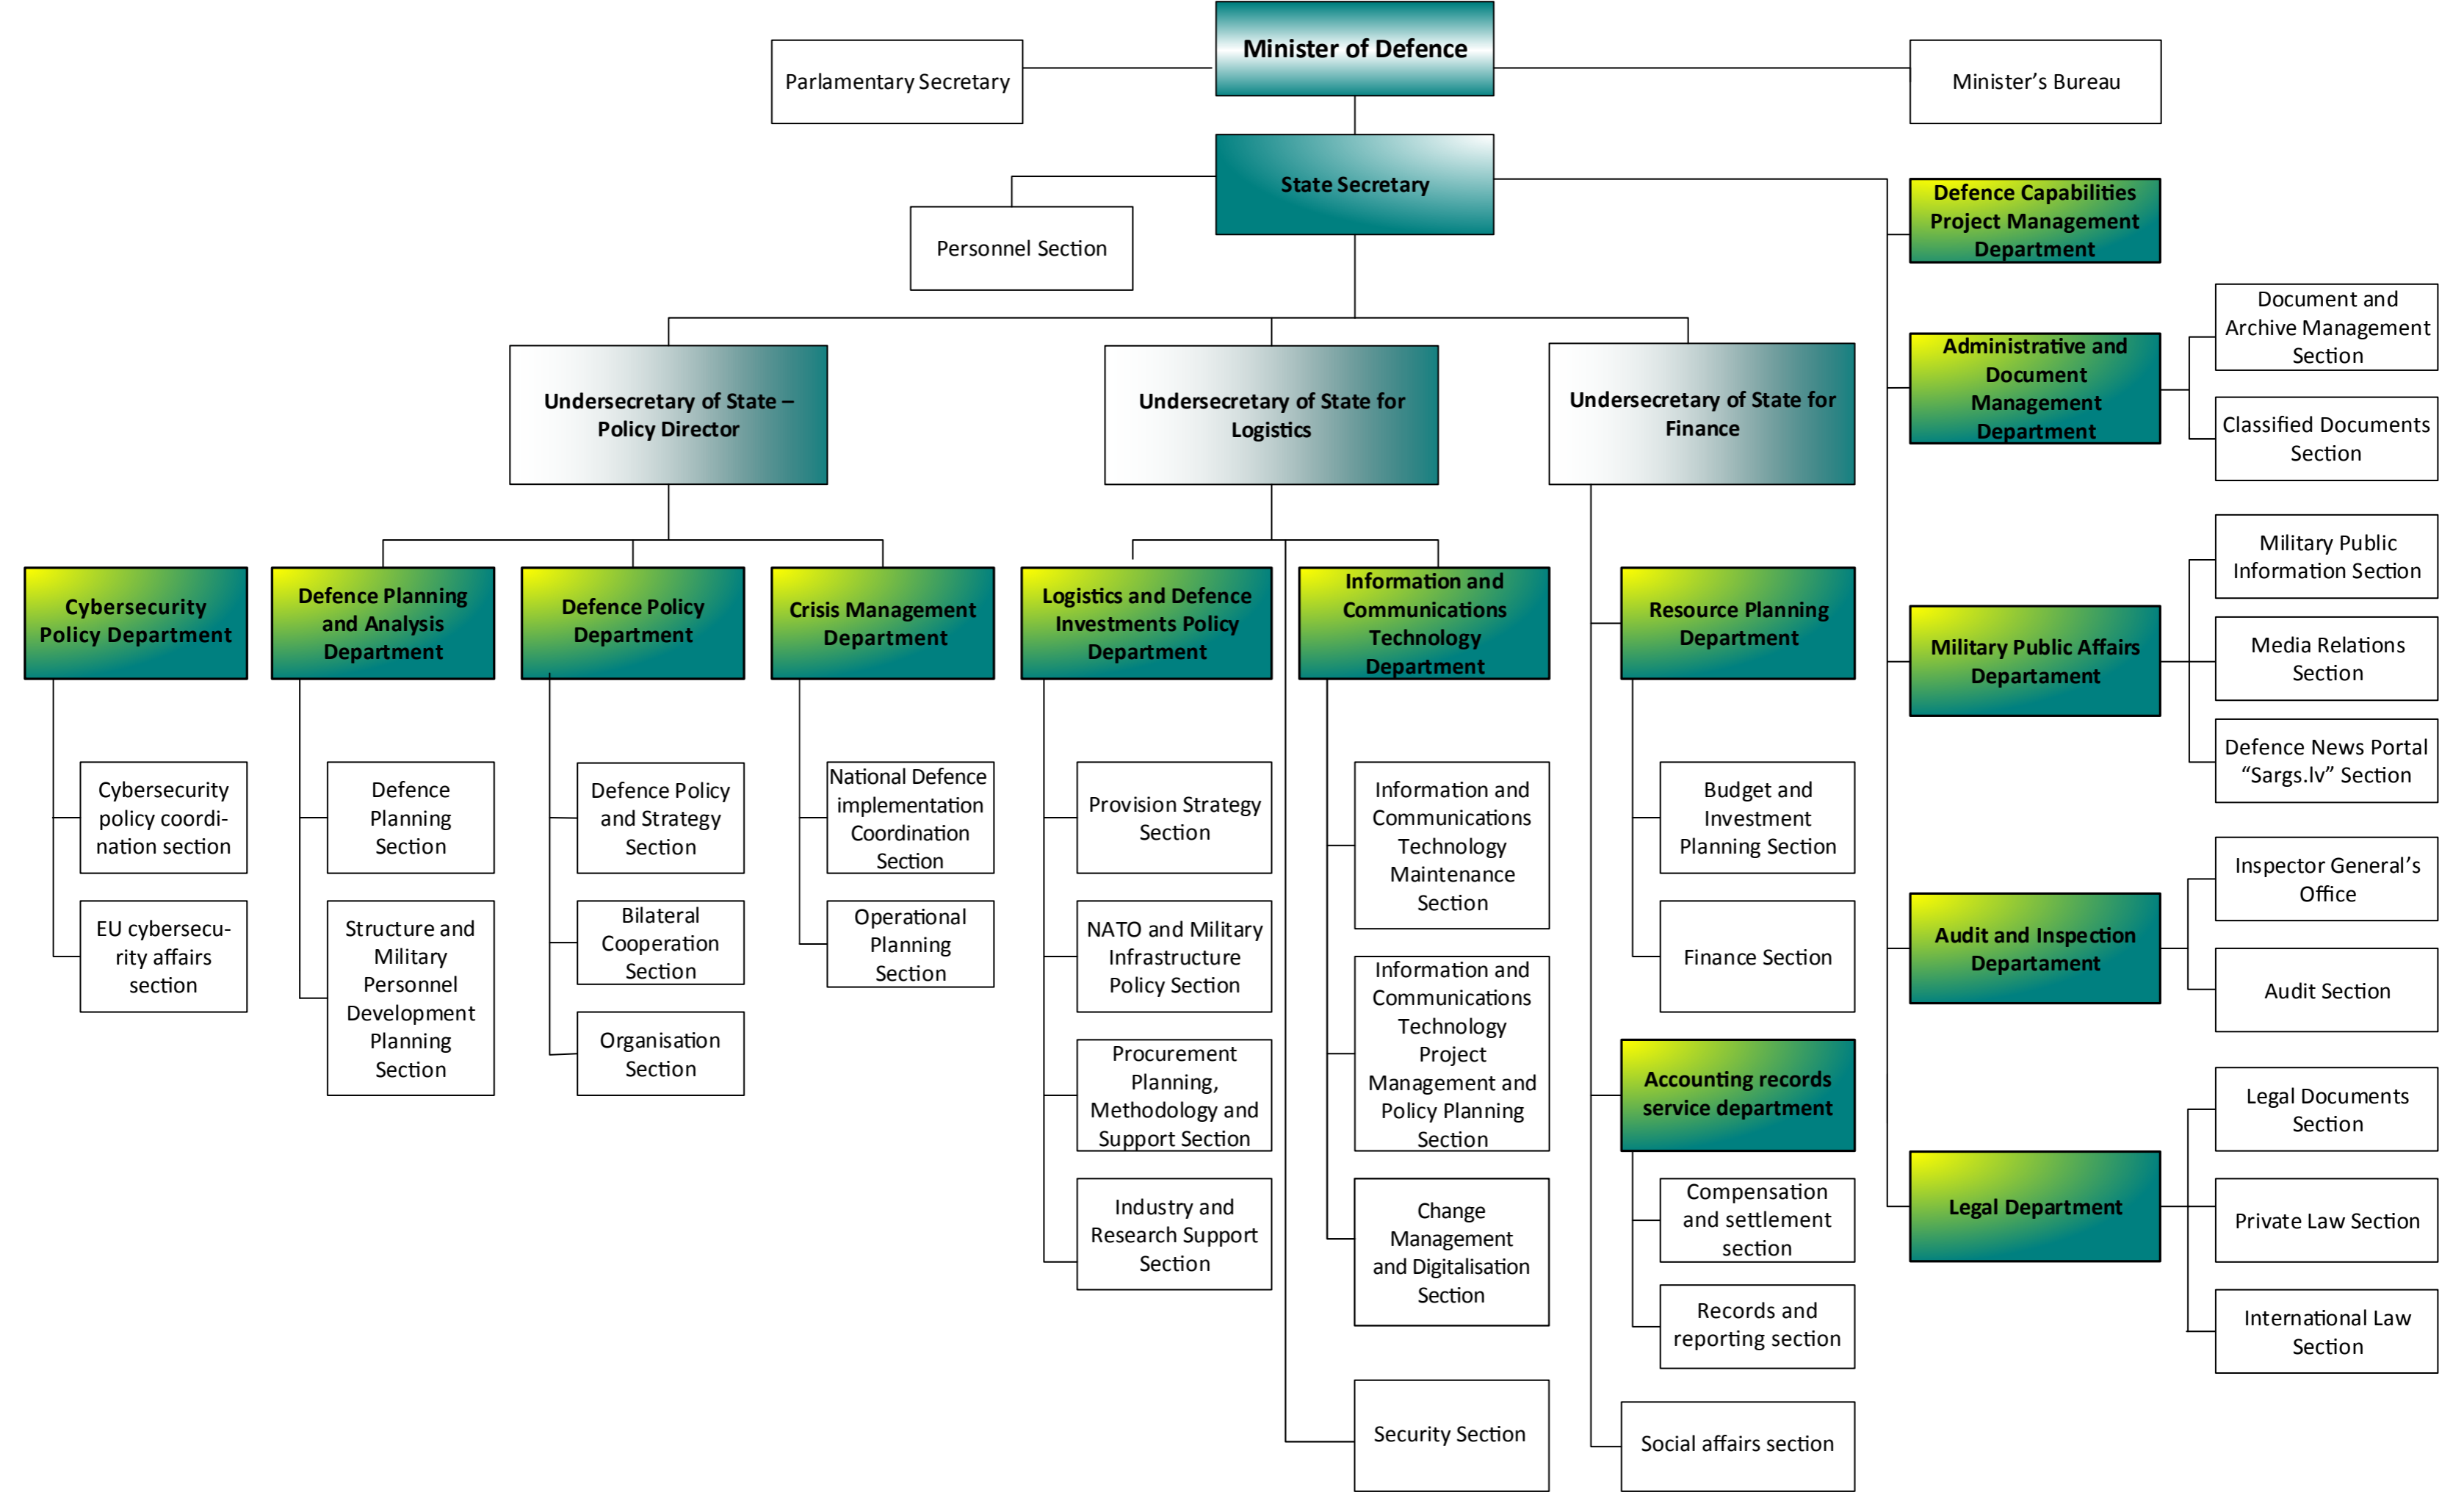 Minister of Defence
Parlamentary Secretary
Minister’s Bureau
State Secretary
Personnel Section
Defence Capabilities
Project Management
Department
Administrative and
Document
Management
Department
Document and
Archive Management
Section
Classified Documents
Section
Undersecretary of State –
Policy Director
Undersecretary of State for
Logistics
Undersecretary of State for
Finance
Cybersecurity
Policy Department
Defence Planning
and Analysis
Department
Defence Policy
Department
Crisis Management
Department
Logistics and Defence
Investments Policy
Department
Information and
Communications
Technology
Department
Resource Planning
Department
Military Public Affairs
Departament
Military Public
Information Section
Media Relations
Section
Defence News Portal
“Sargs.lv” Section
Cybersecurity
policy coordi-
nation section
EU cybersecu-
rity affairs
section
Defence
Planning
Section
Structure and
Military
Personnel
Development
Planning
Section
Defence Policy
and Strategy
Section
Bilateral
Cooperation
Section
Organisation
Section
National Defence
implementation
Coordination
Section
Operational
Planning
Section
Provision Strategy
Section
NATO and Military
Infrastructure
Policy Section
Procurement
Planning,
Methodology and
Support Section
Industry and
Research Support
Section
Information and
Communications
Technology
Maintenance
Section
Information and
Communications
Technology
Project
Management and
Policy Planning
Section
Change
Management
and Digitalisation
Section
Security Section
Budget and
Investment
Planning Section
Finance Section
Accounting records
service department
Compensation
and settlement
section
Records and
reporting section
Social affairs section
Audit and Inspection
Departament
Inspector General’s
Office
Audit Section
Legal Department
Legal Documents
Section
Private Law Section
International Law
Section